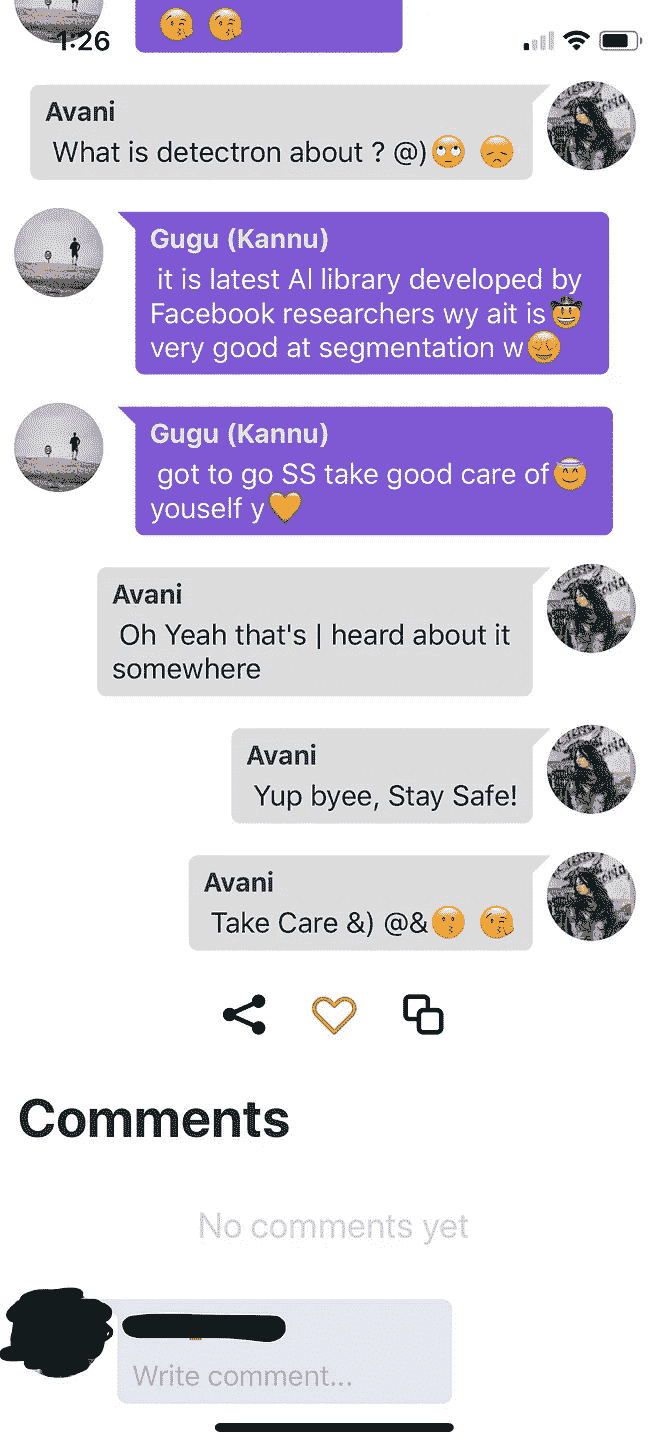 1:26
Avani
What is detectron about ? @)🙄 😞
Gugu (Kannu)
it is latest AI library developed by
Facebook researchers wy ait is🤠
very good at segmentation w😌
Gugu (Kannu)
got to go SS take good care of😇
youself y🧡
Avani
Oh Yeah that's | heard about it
somewhere
Avani
Yup byee, Stay Safe!
Avani
Take Care &) @&😗 😘
Comments
No comments yet
Write comment...